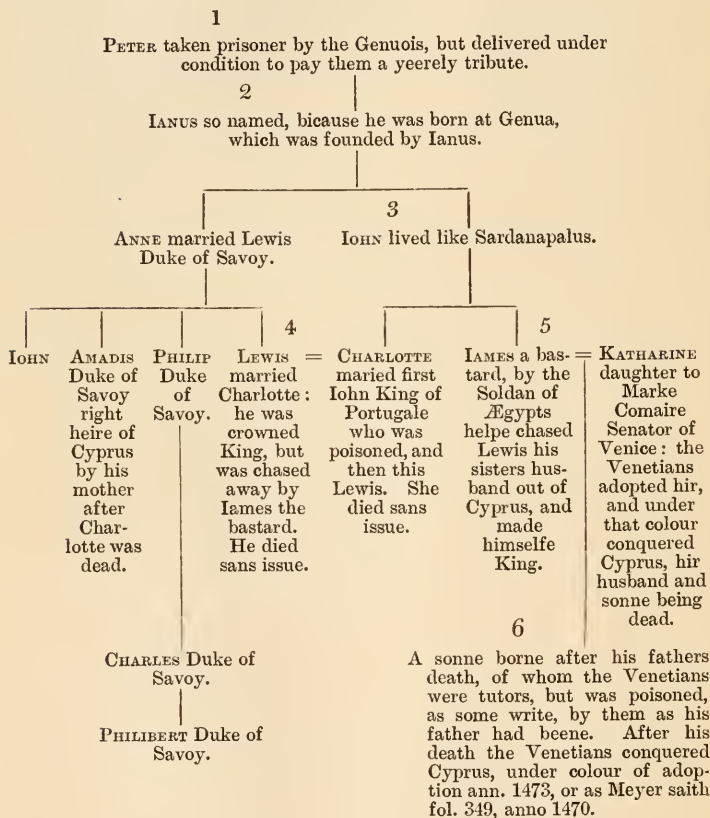 1
PETER taken prisoner by the Genuois, but delivered under
condition to pay them a yeerely tribute.
2
IANUS so named, bicause he was born at Genua,
which was founded by Ianus.
3
ANNE married Lewis
Duke of Savoy.
IOHN lived like Sardanapalus.
IOHN
AMADIS
Duke of
Savoy
right
heire of
Cyprus
by his
mother
after
Char-
lotte was
dead.
PHILIP
Duke
of
Savoy.
4
LEWIS =
married
Charlotte :
he was
crowned
King, but
was chased
away by
Iames the
bastard.
He died
sans issue.
CHARLOTTE
maried first
Iohn King of
Portugale
who was
poisoned, and
then this
Lewis. She
died sans
issue.
5
IAMES a bas- =
tard, by the
Soldan of
Ægypts
helpe chased
Lewis his
sisters hus-
band out of
Cyprus, and
made
himselfe
King.
KATHARINE
daughter to
Marke
Comaire
Senator of
Venice : the
Venetians
adopted hir,
and under
that colour
conquered
Cyprus, hir
husband and
sonne being
dead.
CHARLES Duke of
Savoy.
PHILIBERT Duke of
Savoy.
6
A sonne borne after his fathers
death, of whom the Venetians
were tutors, but was poisoned,
as some write, by them as his
father had beene. After his
death the Venetians conquered
Cyprus, under colour of adop-
tion ann. 1473, or as Meyer saith
fol. 349, anno 1470.